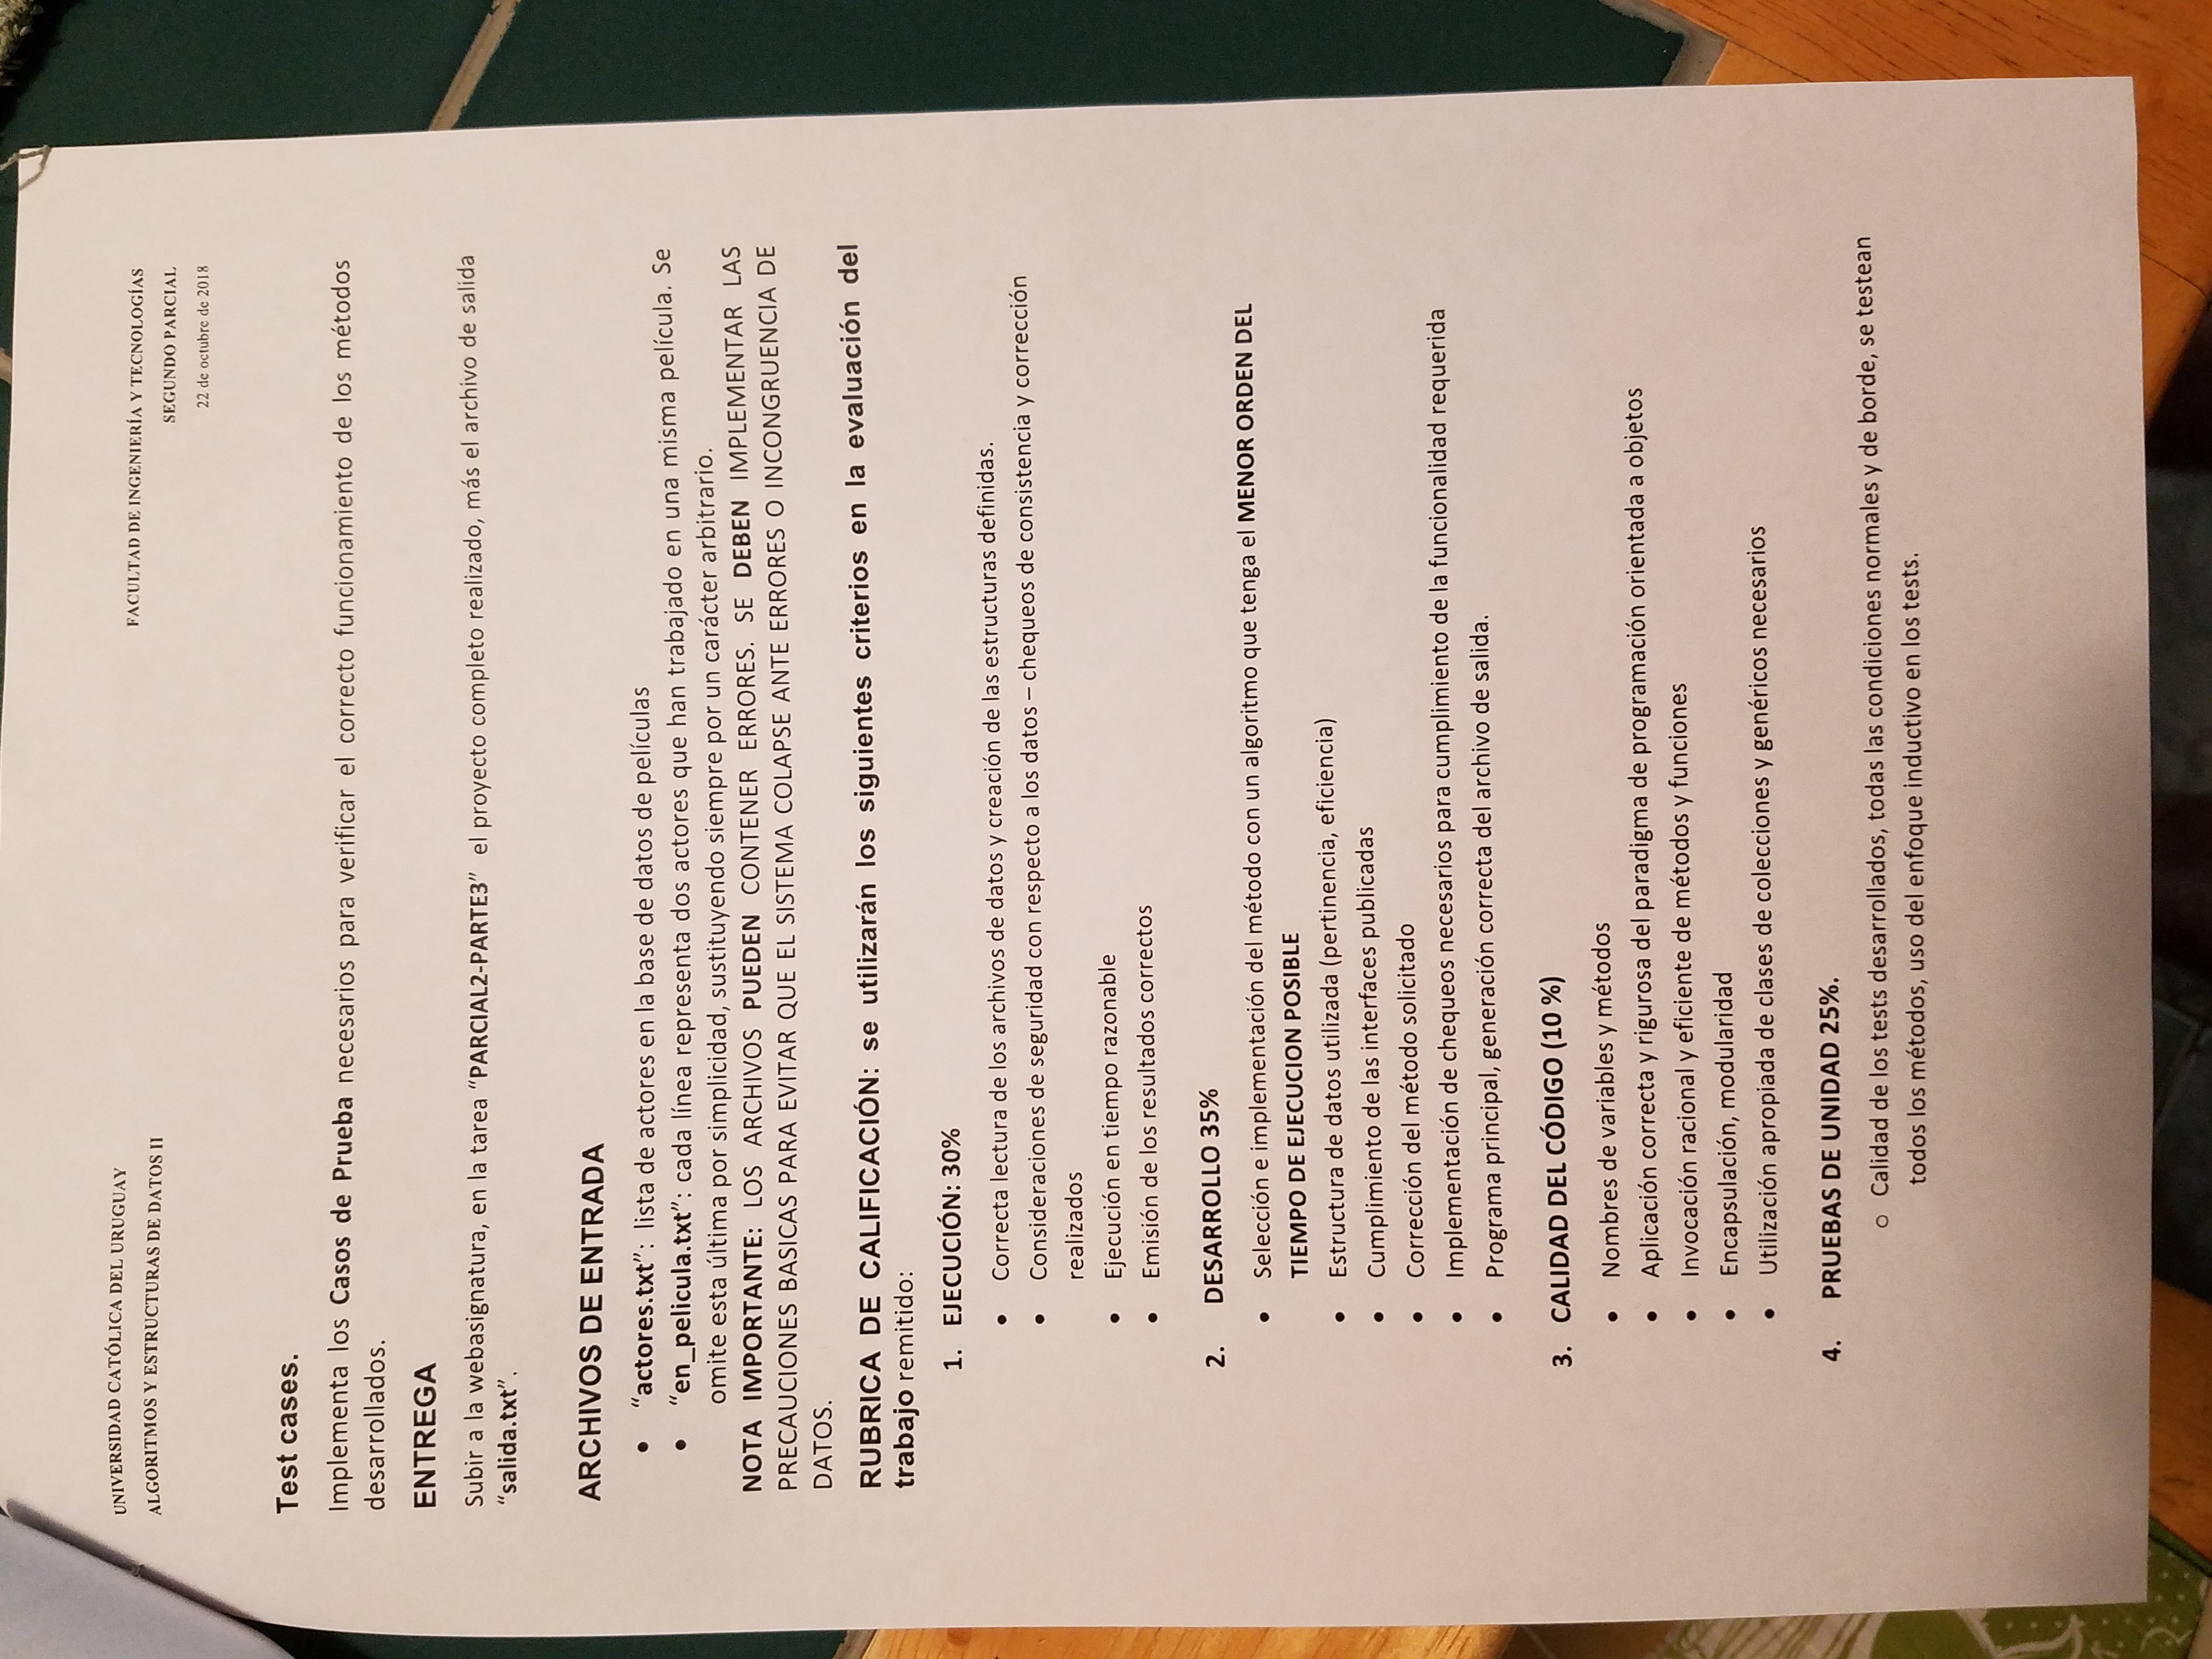 UNIVERSIDAD CATÓLICA DEL URUGUAY
ALGORITMOS Y ESTRUCTURAS DE DATOS II
FACULTAD DE INGENIERÍA Y TECNOLOGÍAS
SEGUNDO PARCIAL
22 de octubre de 2018
Test cases.
Implementa los Casos de Prueba necesarios para verificar el correcto funcionamiento de los métodos
desarrollados.
ENTREGA
Subir a la webasignatura, en la tarea “PARCIAL2-PARTE3” el proyecto completo realizado, más el archivo de salida
“salida.txt”.
ARCHIVOS DE ENTRADA
• “actores.txt”: lista de actores en la base de datos de películas
• “en_pelicula.txt”: cada línea representa dos actores que han trabajado en una misma película. Se
omite esta última por simplicidad, sustituyendo siempre por un carácter arbitrario.
NOTA IMPORTANTE: LOS ARCHIVOS PUEDEN CONTENER ERRORES. SE DEBEN IMPLEMENTAR LAS
PRECAUCIONES BASICAS PARA EVITAR QUE EL SISTEMA COLAPSE ANTE ERRORES O INCONGRUENCIA DE
DATOS.
RUBRICA DE CALIFICACIÓN: se utilizarán los siguientes criterios en la evaluación del
trabajo remitido:
1. EJECUCIÓN: 30%
• Correcta lectura de los archivos de datos y creación de las estructuras definidas.
• Consideraciones de seguridad con respecto a los datos – chequeos de consistencia y corrección
realizados
• Ejecución en tiempo razonable
• Emisión de los resultados correctos
2. DESARROLLO 35%
• Selección e implementación del método con un algoritmo que tenga el MENOR ORDEN DEL
TIEMPO DE EJECUCION POSIBLE
• Estructura de datos utilizada (pertinencia, eficiencia)
• Cumplimiento de las interfaces publicadas
• Corrección del método solicitado
• Implementación de chequeos necesarios para cumplimiento de la funcionalidad requerida
• Programa principal, generación correcta del archivo de salida.
3. CALIDAD DEL CÓDIGO (10 %)
• Nombres de variables y métodos
• Aplicación correcta y rigurosa del paradigma de programación orientada a objetos
• Invocación racional y eficiente de métodos y funciones
• Encapsulación, modularidad
• Utilización apropiada de clases de colecciones y genéricos necesarios
4. PRUEBAS DE UNIDAD 25%.
o Calidad de los tests desarrollados, todas las condiciones normales y de borde, se testean
todos los métodos, uso del enfoque inductivo en los tests.